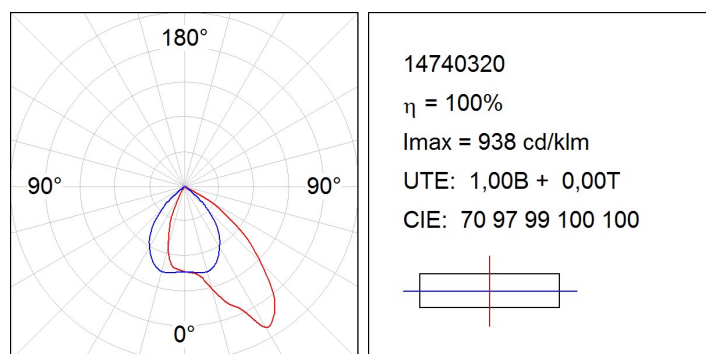 180°
90°
90°
0°
14740320
η = 100%
Imax = 938 cd/klm
UTE: 1,00B + 0,00T
CIE: 70 97 99 100 100